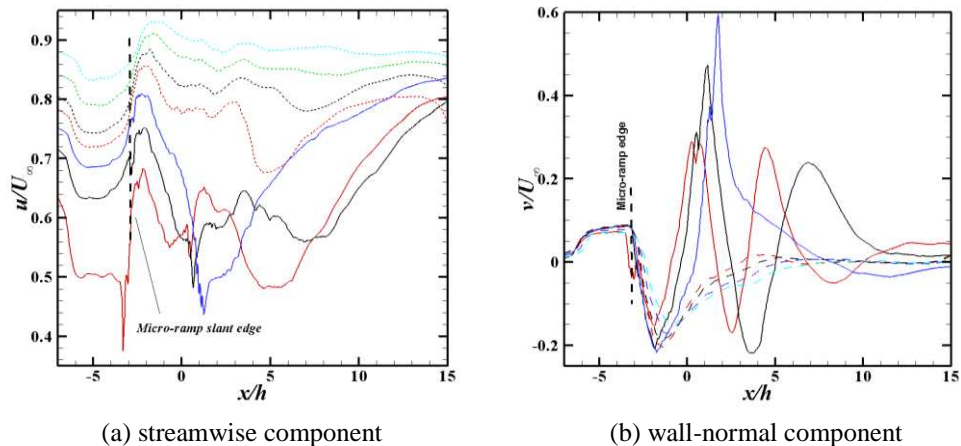 0.9
0.8
0.7
0.6
0.5
0.4
u/U∞
-5
0
5
10
15
x/h
Micro-ramp slant edge
(a) streamwise component
0.6
0.4
0.2
0
-0.2
v/U∞
Micro-ramp edge
-5
0
5
10
15
x/h
(b) wall-normal component